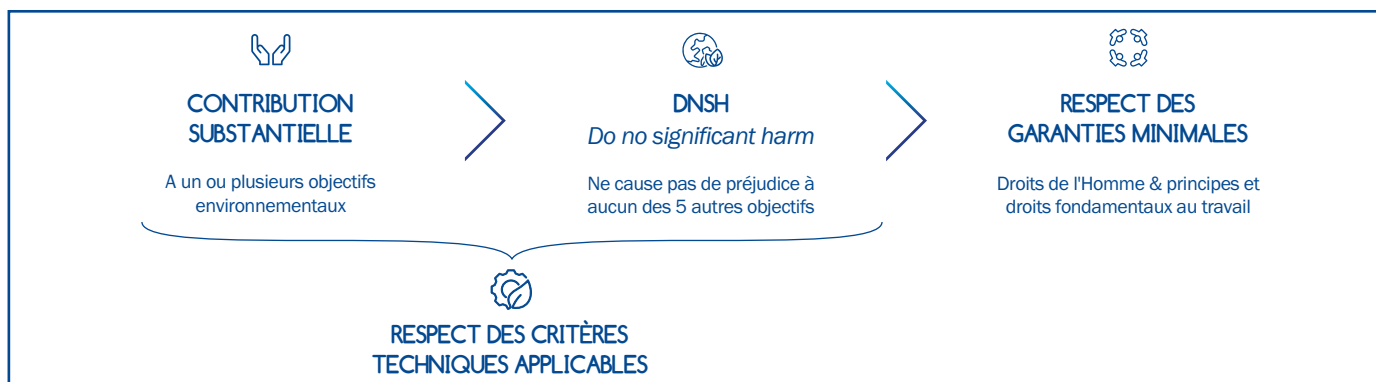 CONTRIBUTION
SUBSTANTIELLE
A un ou plusieurs objectifs
environnementaux
DNSH
Do no significant harm
Ne cause pas de préjudice à
aucun des 5 autres objectifs
RESPECT DES
GARANTIES MINIMALES
Droits de l'Homme & principes et
droits fondamentaux au travail
RESPECT DES CRITÈRES
TECHNIQUES APPLICABLES